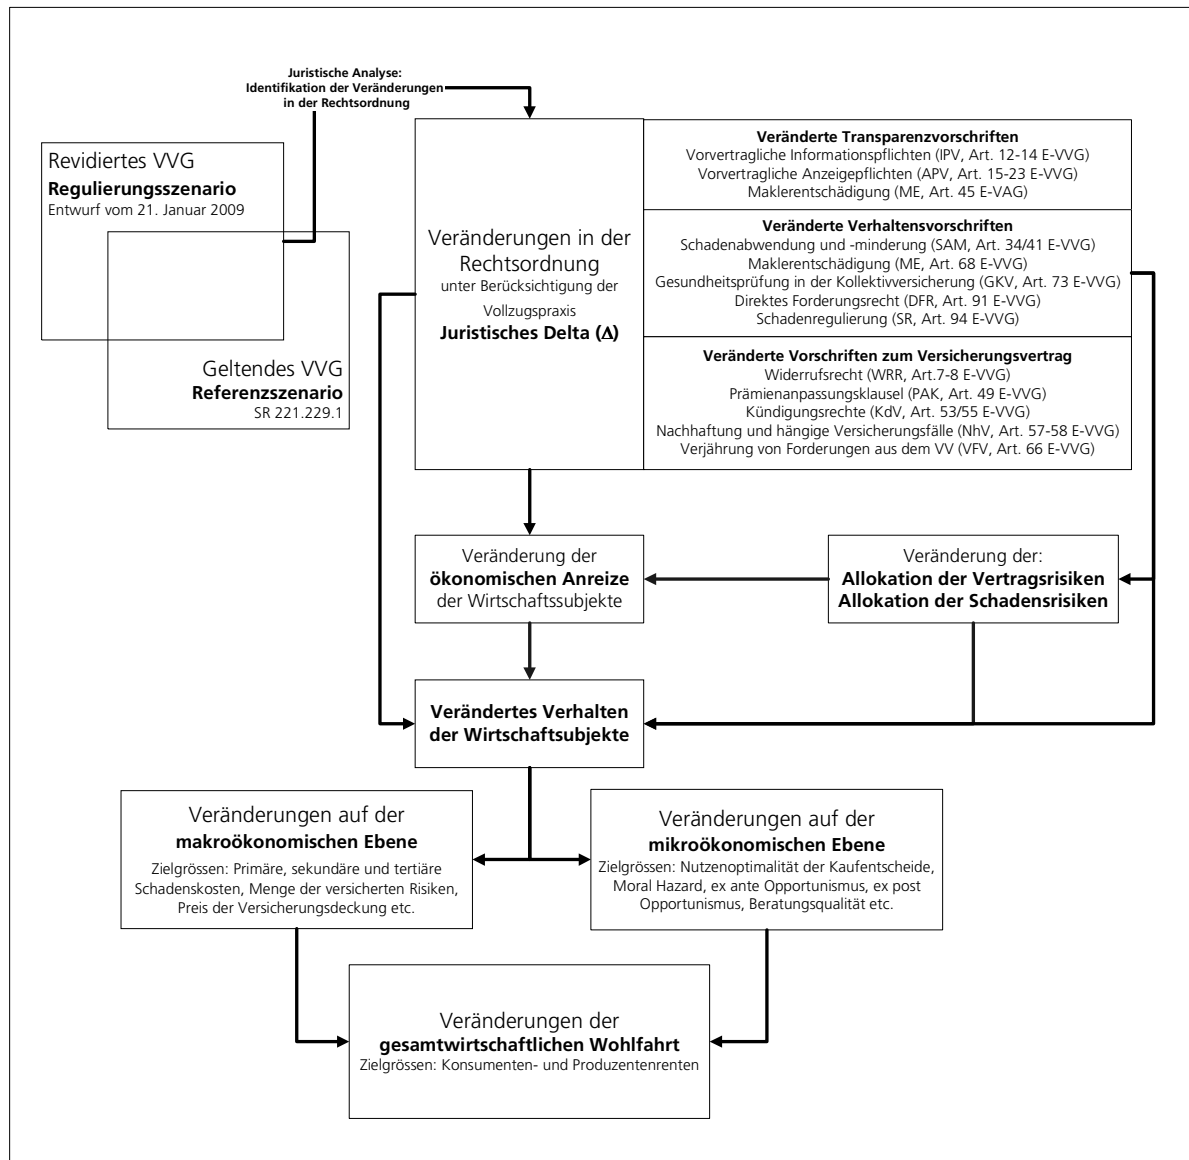 Juristische Analyse:
Identifikation der Veränderungen
in der Rechtsordnung
Revidiertes VVG
Regulierungsszenario
Entwurf vom 21. Januar 2009
Geltendes VVG
Referenzszenario
SR 221.229.1
Veränderungen in der
Rechtsordnung
unter Berücksichtigung der
Vollzugspraxis
Juristisches Delta (Δ)
Veränderte Transparenzvorschriften
Vorvertragliche Informationspflichten (IPV, Art. 12-14 E-VVG)
Vorvertragliche Anzeigepflichten (APV, Art. 15-23 E-VVG)
Maklerentschädigung (ME, Art. 45 E-VAG)
Veränderte Verhaltensvorschriften
Schadenabwendung und -minderung (SAM, Art. 34/41 E-VVG)
Maklerentschädigung (ME, Art. 68 E-VVG)
Gesundheitsprüfung in der Kollektivversicherung (GKV, Art. 73 E-VVG)
Direktes Forderungsrecht (DFR, Art. 91 E-VVG)
Schadenregulierung (SR, Art. 94 E-VVG)
Veränderte Vorschriften zum Versicherungsvertrag
Widerrufsrecht (WRR, Art.7-8 E-VVG)
Prämienanpassungsklausel (PAK, Art. 49 E-VVG)
Kündigungsrechte (KdV, Art. 53/55 E-VVG)
Nachhaftung und hängige Versicherungsfälle (NhV, Art. 57-58 E-VVG)
Verjährung von Forderungen aus dem VV (VFV, Art. 66 E-VVG)
Veränderung der
ökonomischen Anreize
der Wirtschaftssubjekte
Veränderung der:
Allokation der Vertragsrisiken
Allokation der Schadensrisiken
Verändertes Verhalten
der Wirtschaftsubjekte
Veränderungen auf der
makroökonomischen Ebene
Zielgrössen: Primäre, sekundäre und tertiäre
Schadenskosten, Menge der versicherten Risiken,
Preis der Versicherungsdeckung etc.
Veränderungen auf der
mikroökonomischen Ebene
Zielgrössen: Nutzenoptimalität der Kaufentscheide,
Moral Hazard, ex ante Opportunismus, ex post
Opportunismus, Beratungsqualität etc.
Veränderungen der
gesamtwirtschaftlichen Wohlfahrt
Zielgrössen: Konsumenten- und Produzentenrenten